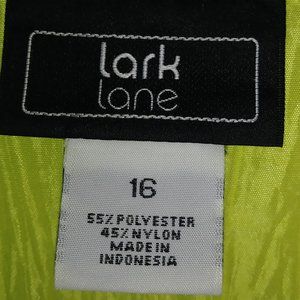 lark
lane
16
55% POLYESTER
45% NYLON
MADE IN
INDONESIA